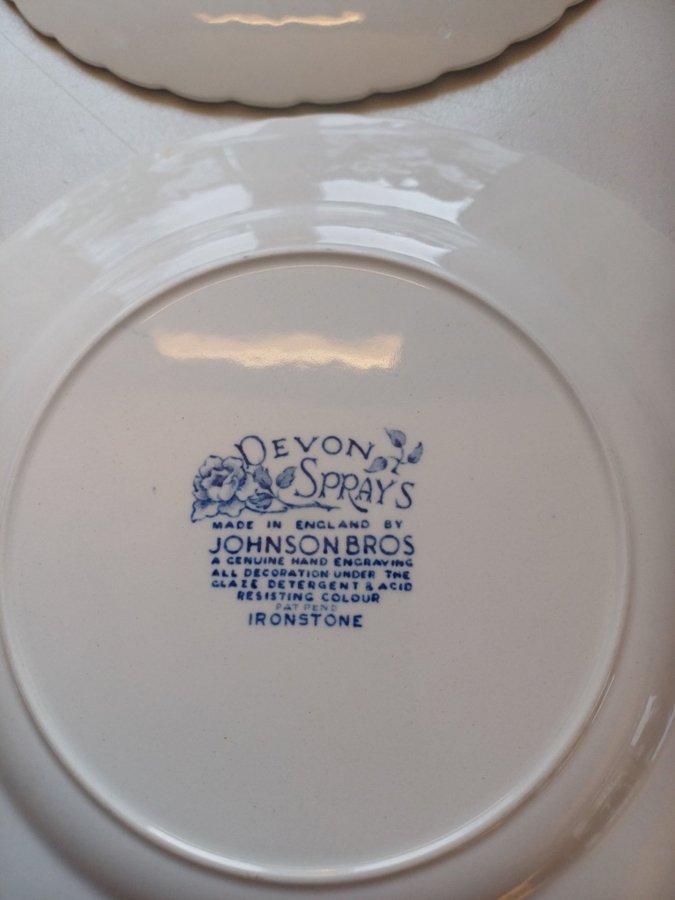 DEVON
SPRAYS
MADE IN ENGLAND BY
JOHNSON BROS
A GENUINE HAND ENGRAVING
ALL DECORATION UNDER THE
GLAZE DETERGENT & ACID
RESISTING COLOUR
PAT PEND
IRONSTONE